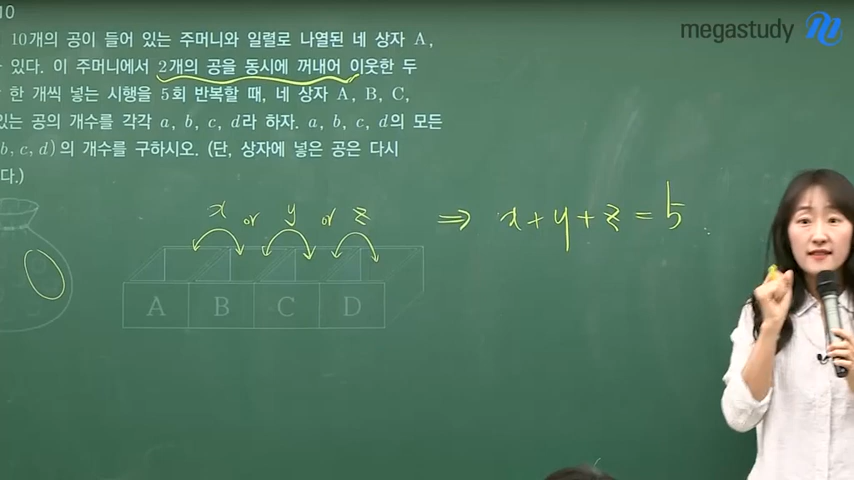 10
megastudy
10개의 공이 들어 있는 주머니와 일렬로 나열된 네 상자 A,
있다. 이 주머니에서 2개의 공을 동시에 꺼내어 이웃한 두
한 개씩 넣는 시행을 5회 반복할 때, 네 상자 A, B, C,
있는 공의 개수를 각각 a, b, c, d라 하자. a, b, c, d의 모든
b, c, d)의 개수를 구하시오. (단, 상자에 넣은 공은 다시
다.)
x or y or z ⇒ x+y+z=5
A B C D